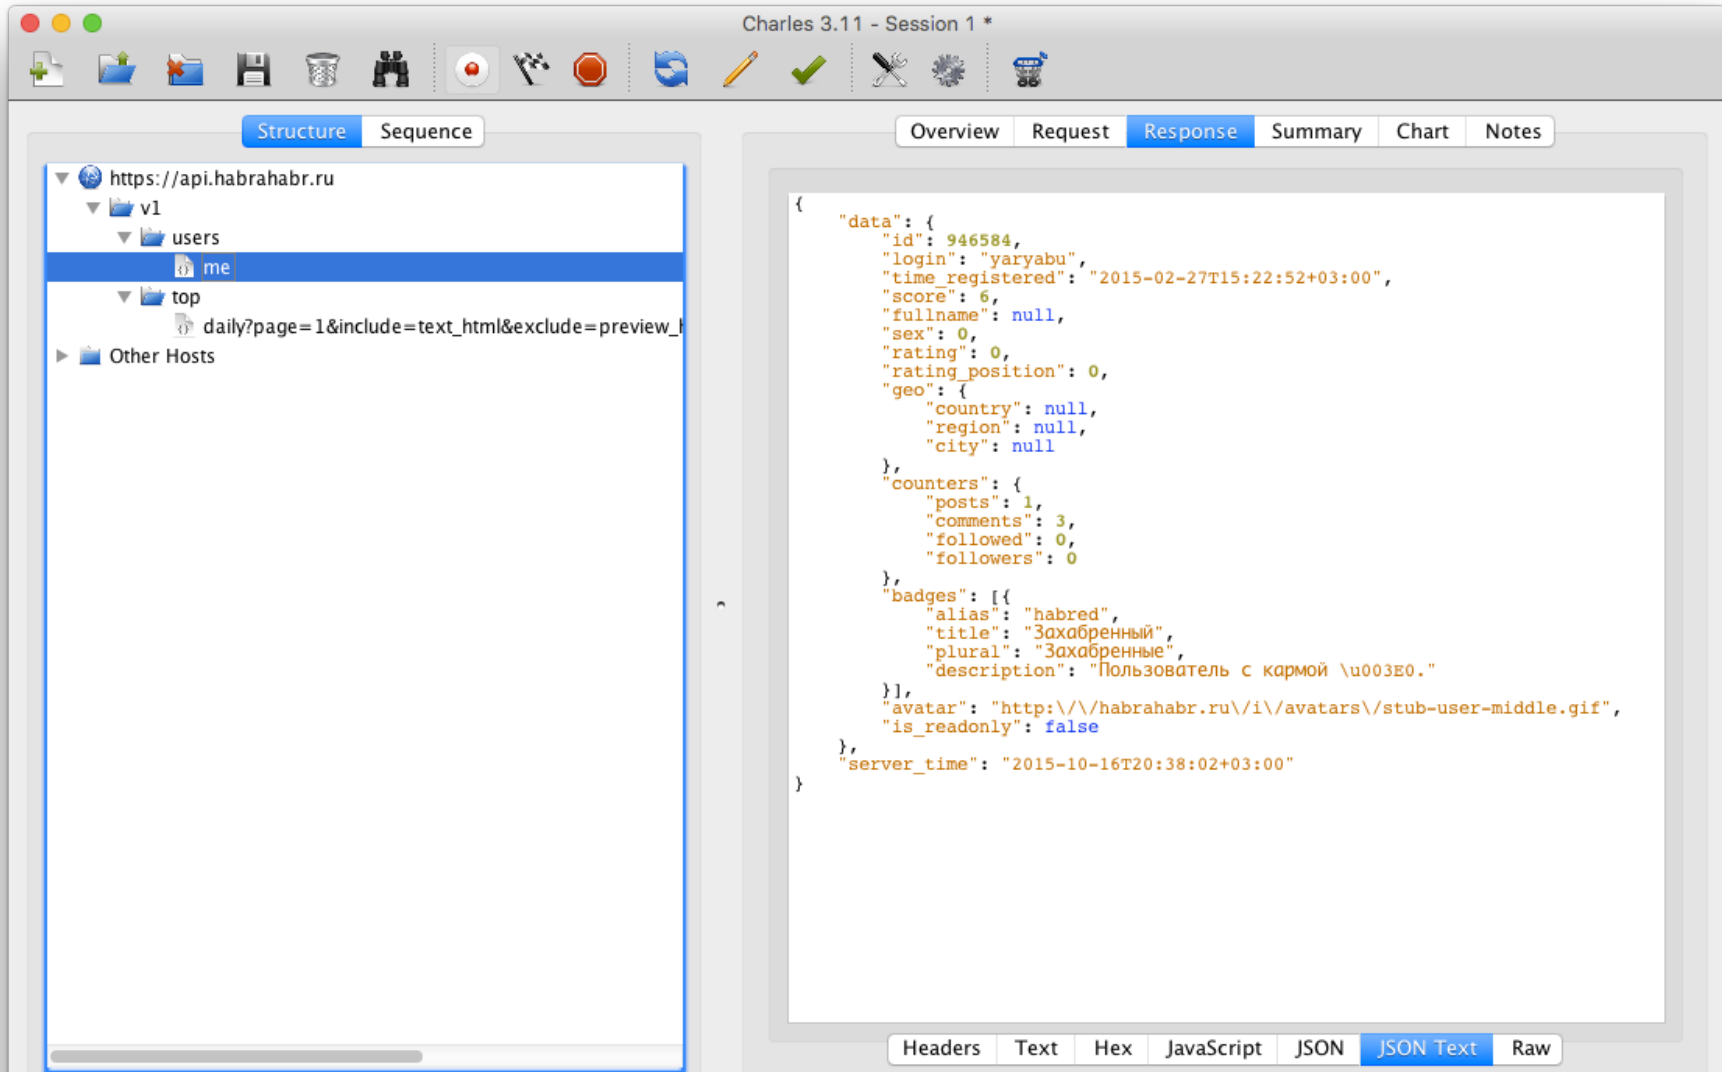 Charles 3.11 - Session 1 *
Structure
Sequence
https://api.habrahabr.ru
v1
users
me
top
daily?page=1&include=text_html&exclude=preview_
Other Hosts
Overview
Request
Response
Summary
Chart
Notes
{
"data": {
"id": 946584,
"login": "yaryabu",
"time_registered": "2015-02-27T15:22:52+03:00",
"score": 6,
"fullname": null,
"sex": 0,
"rating": 0,
"rating_position": 0,
"geo": {
"country": null,
"region": null,
"city": null
},
"counters": {
"posts": 1,
"comments": 3,
"followed": 0,
"followers": 0
},
"badges": [{
"alias": "habred",
"title": "Захабренный",
"plural": "Захабренные",
"description": "Пользователь с кармой \u003E0."
}],
"avatar": "http:\/\/habrahabr.ru\/i\/avatars\/stub-user-middle.gif",
"is_readonly": false
},
"server_time": "2015-10-16T20:38:02+03:00"
}
Headers
Text
Hex
JavaScript
JSON
JSON Text
Raw